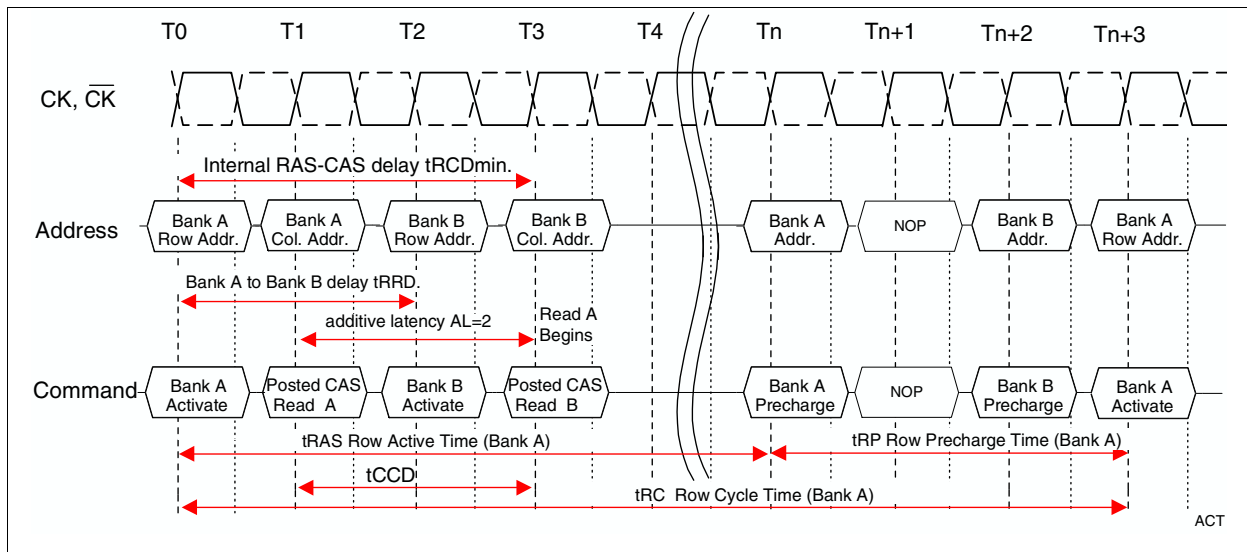 T0 T1 T2 T3 T4 Tn Tn+1 Tn+2 Tn+3
CK, C̅K̅
Internal RAS-CAS delay tRCDmin.
Address
Bank A
Row Addr.
Bank A
Col. Addr.
Bank B
Row Addr.
Bank B
Col. Addr.
Bank A
Addr.
NOP
Bank B
Addr.
Bank A
Row Addr.
Bank A to Bank B delay tRRD.
additive latency AL=2
Read A
Begins
Command
Bank A
Activate
Posted CAS
Read A
Bank B
Activate
Posted CAS
Read B
Bank A
Precharge
NOP
Bank B
Precharge
Bank A
Activate
tRAS Row Active Time (Bank A)
tRP Row Precharge Time (Bank A)
tCCD
tRC Row Cycle Time (Bank A)
ACT